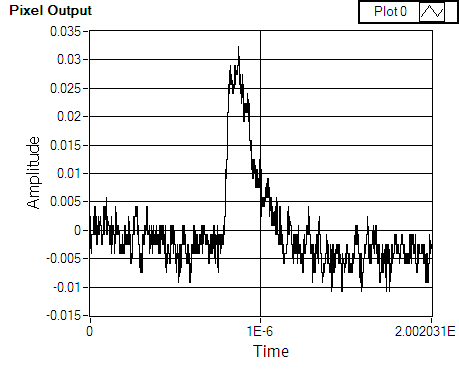 Pixel Output
Plot 0
0.035
0.03
0.025
0.02
0.015
0.01
0.005
0
-0.005
-0.01
-0.015
Amplitude
0
1E-6
2.002031E
Time